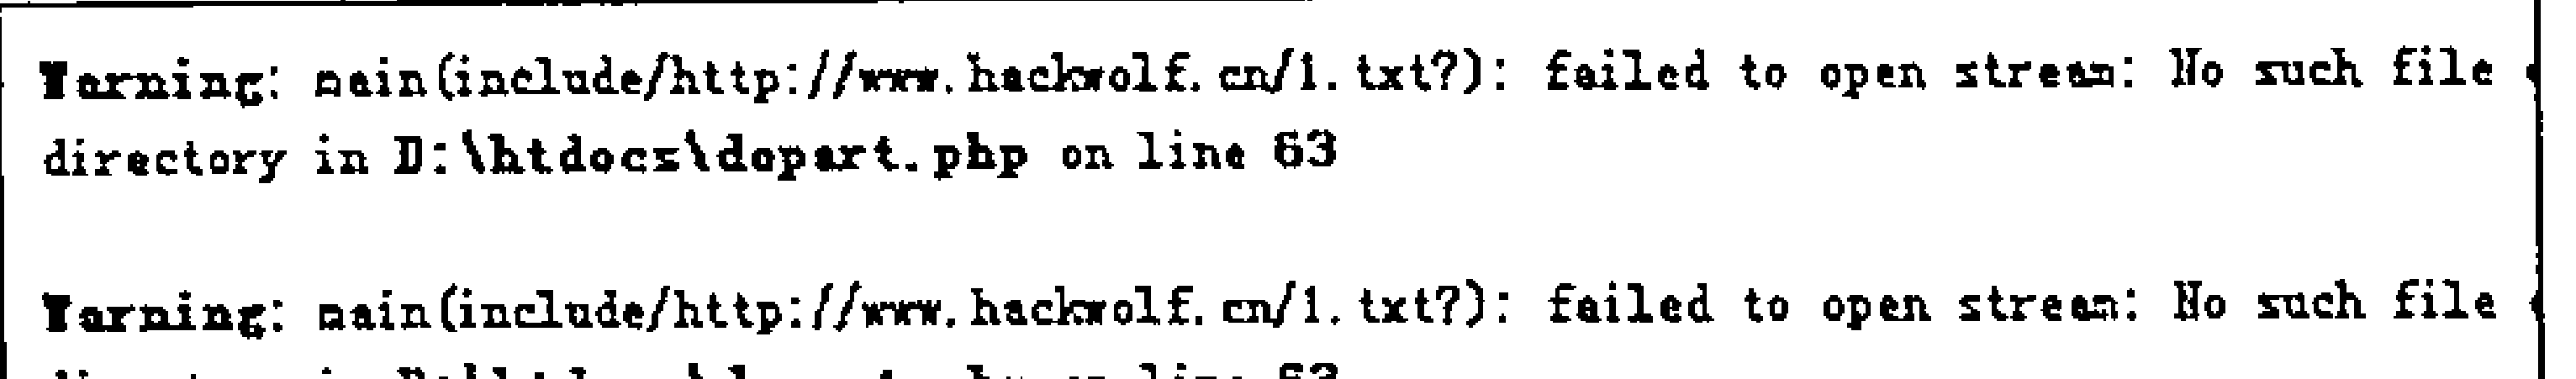 Warning: main(include/http://www.hackwolf.cn/1.txt?): failed to open stream: No such file
directory in D:\htdocs\dopart.php on line 63
Warning: main(include/http://www.hackwolf.cn/1.txt?): failed to open stream: No such file